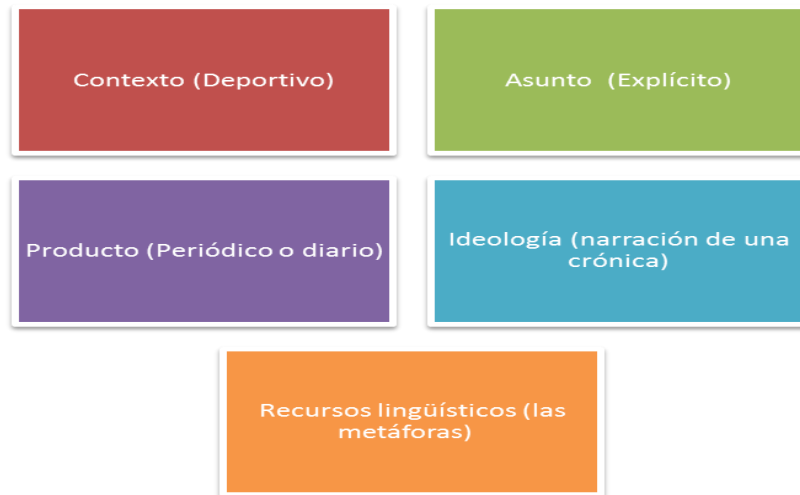 Contexto (Deportivo)
Asunto (Explícito)
Producto (Periódico o diario)
Ideología (narración de una
crónica)
Recursos lingüísticos (las
metáforas)